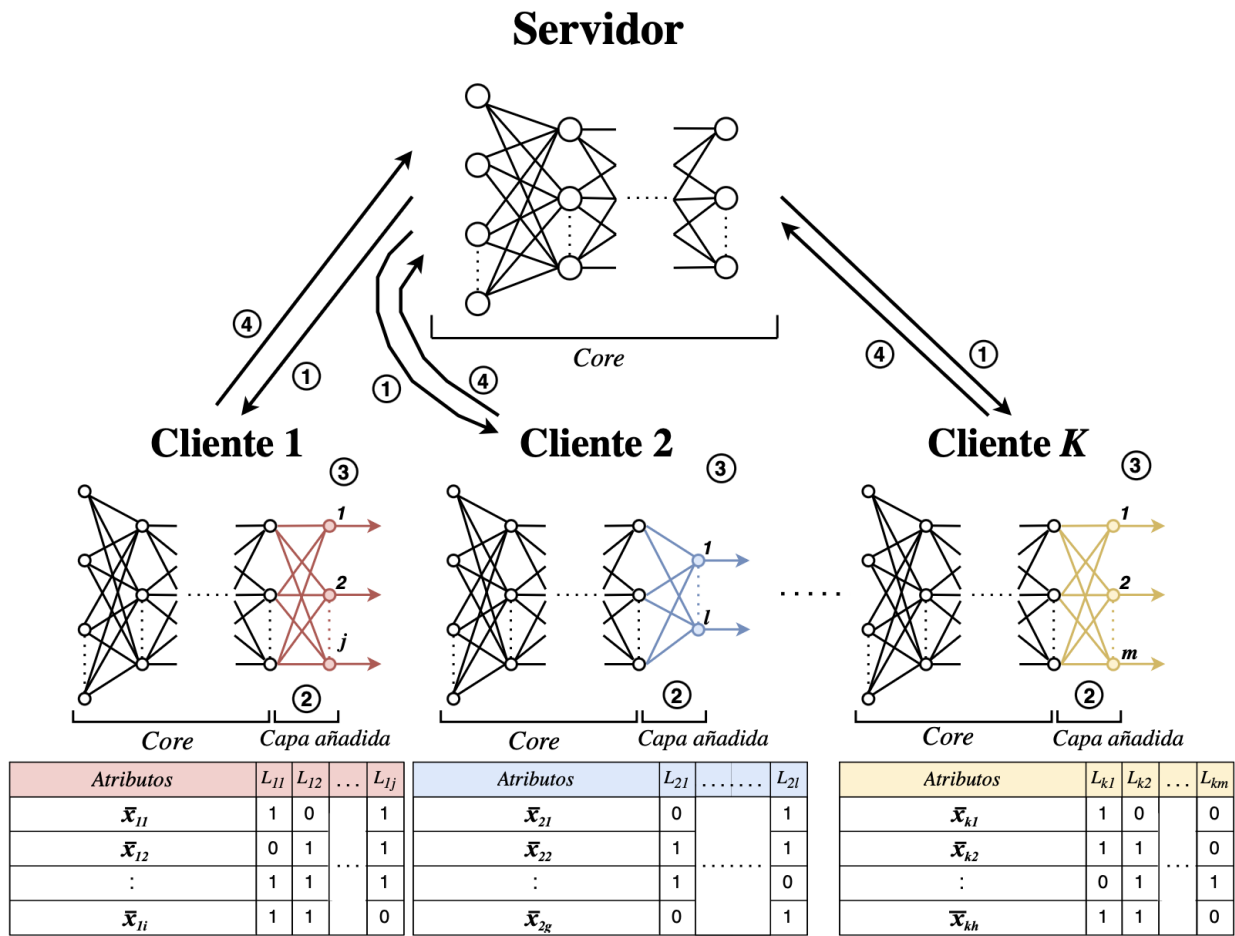 Servidor
Core
④ ① ① ④ ④ ①
Cliente 1 Cliente 2 Cliente K
③ ③ ③
1 1 1
2 2
j l m
② ② ②
Core Capa añadida Core Capa añadida Core Capa añadida
Atributos L11 L12 ... L1j
x̅11 1 0 1
x̅12 0 1 ... 1
: 1 1 1
x̅1i 1 1 0
Atributos L21 ....... L2l
x̅21 0 1
x̅22 1 ....... 1
: 1 0
x̅2g 0 1
Atributos Lk1 Lk2 ... Lkm
x̅k1 1 0 0
x̅k2 1 1 ... 0
: 0 1 1
x̅kh 1 1 0